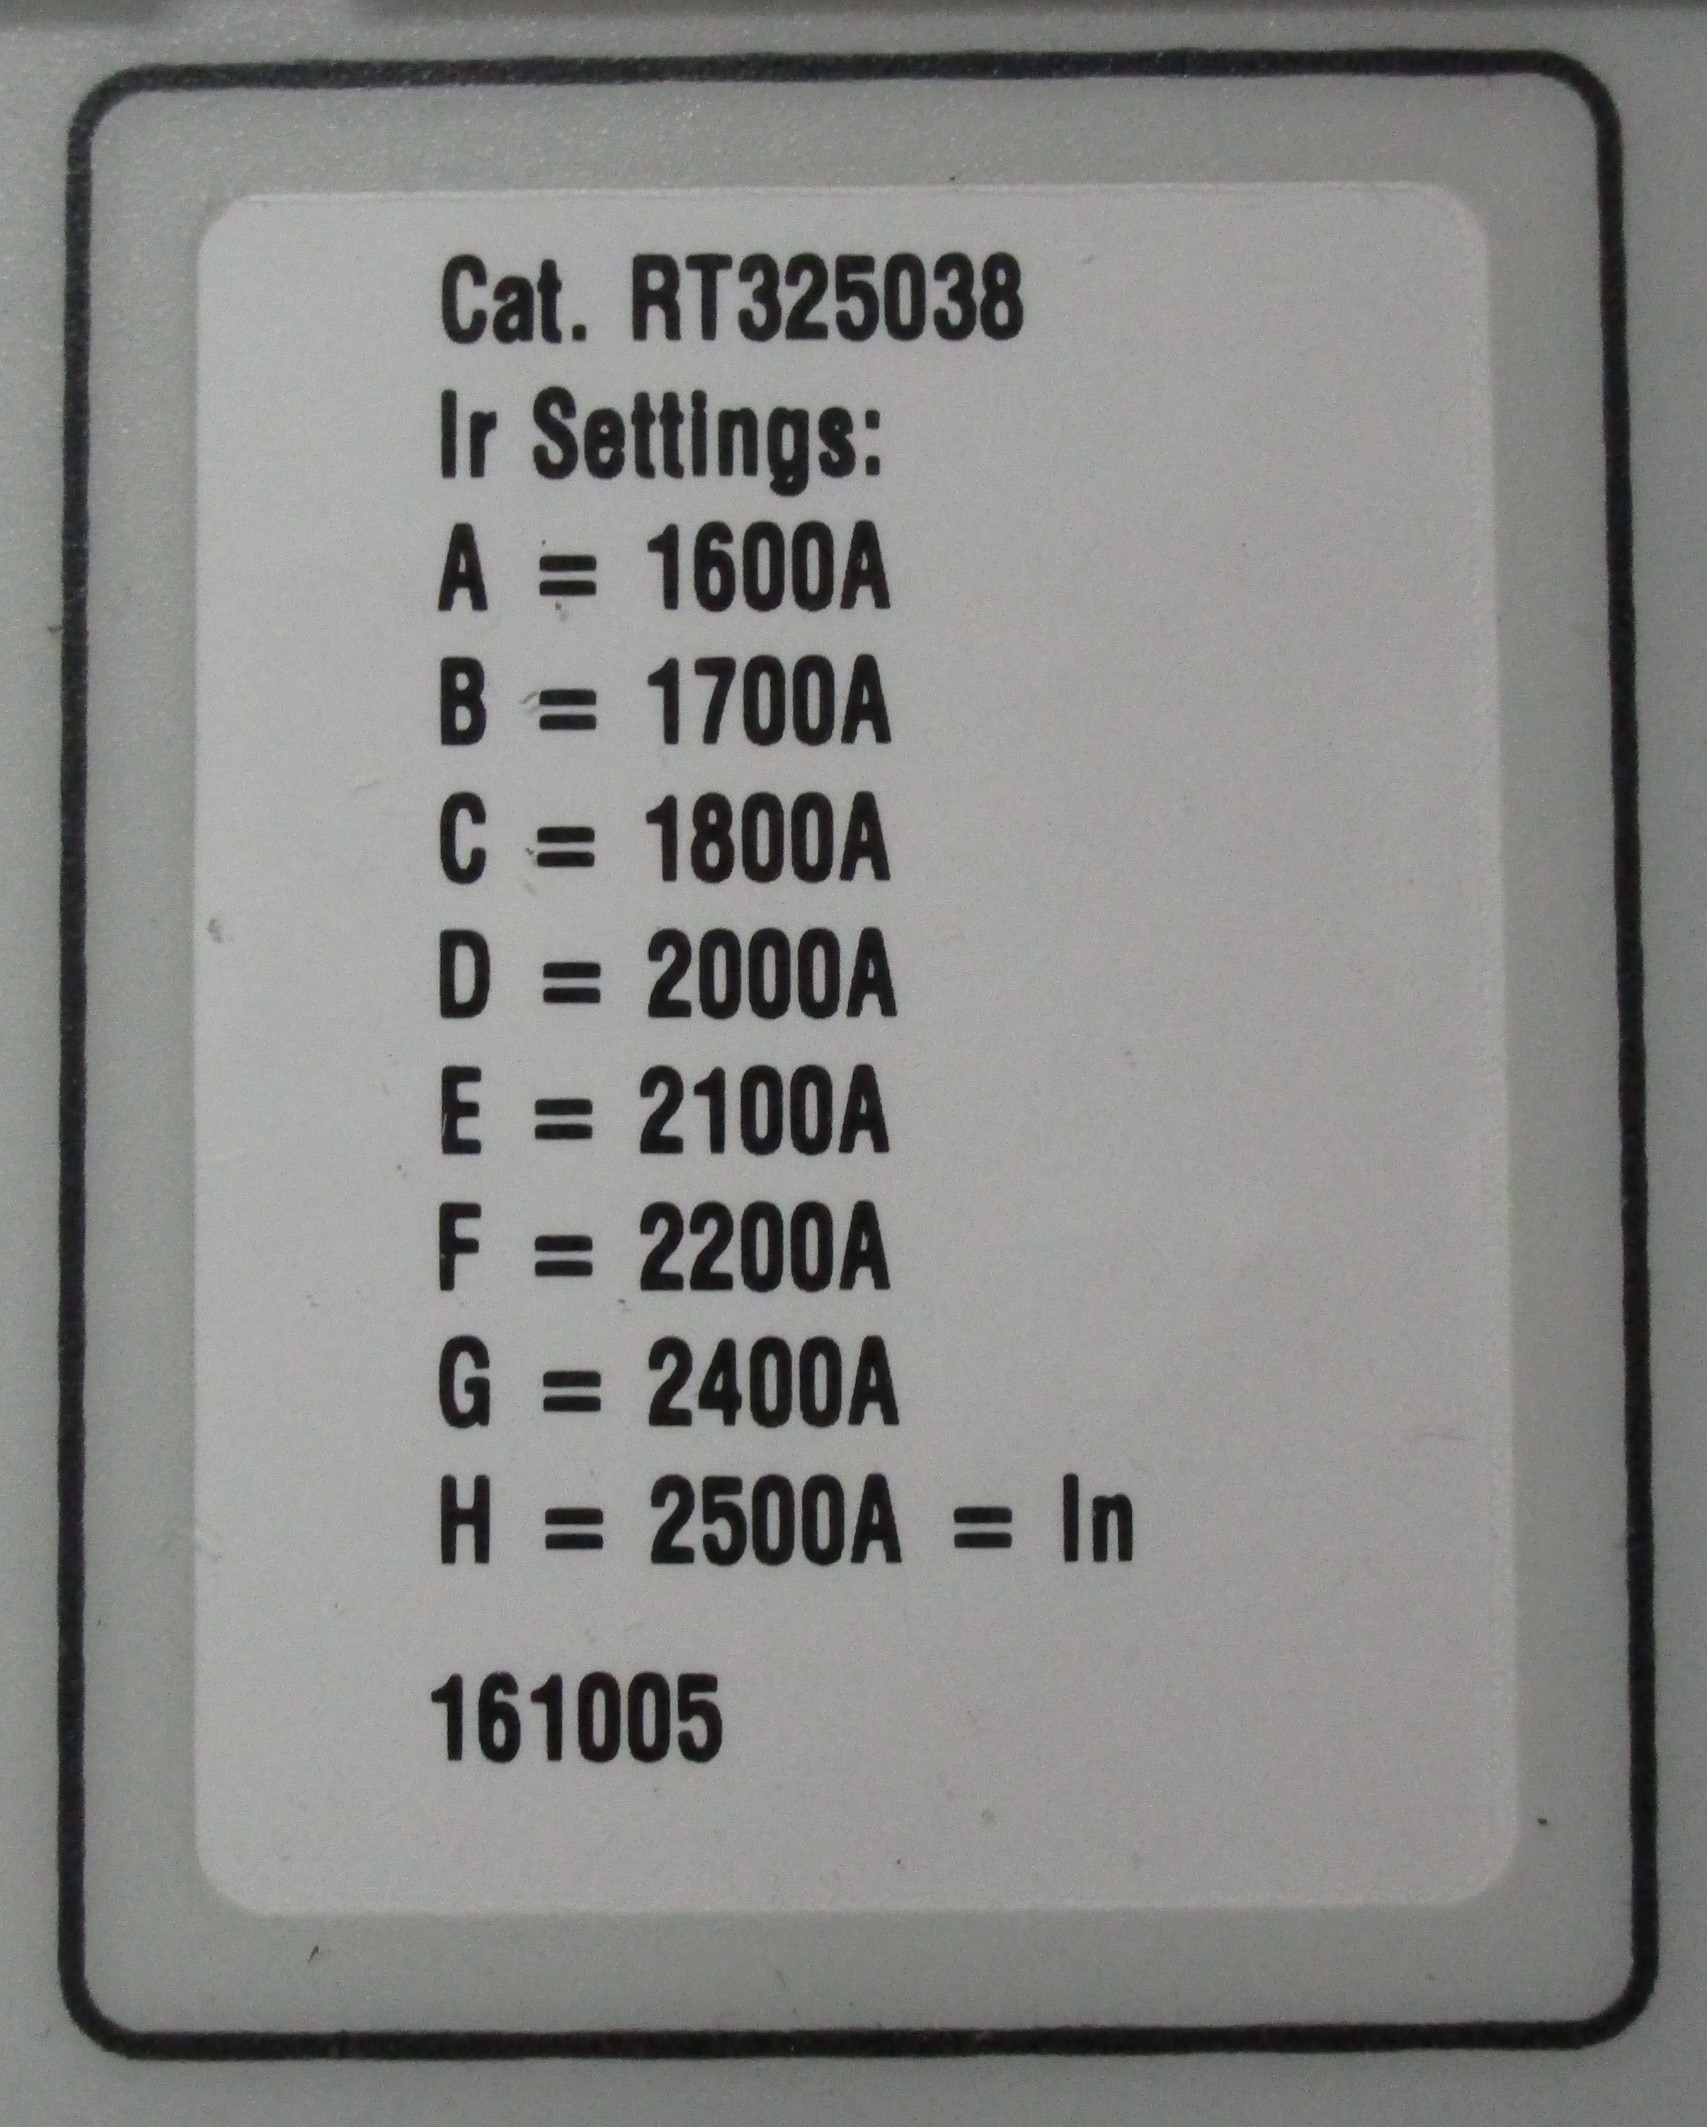 Cat. RT325038
Ir Settings:
A = 1600A
B = 1700A
C = 1800A
D = 2000A
E = 2100A
F = 2200A
G = 2400A
H = 2500A = In
161005